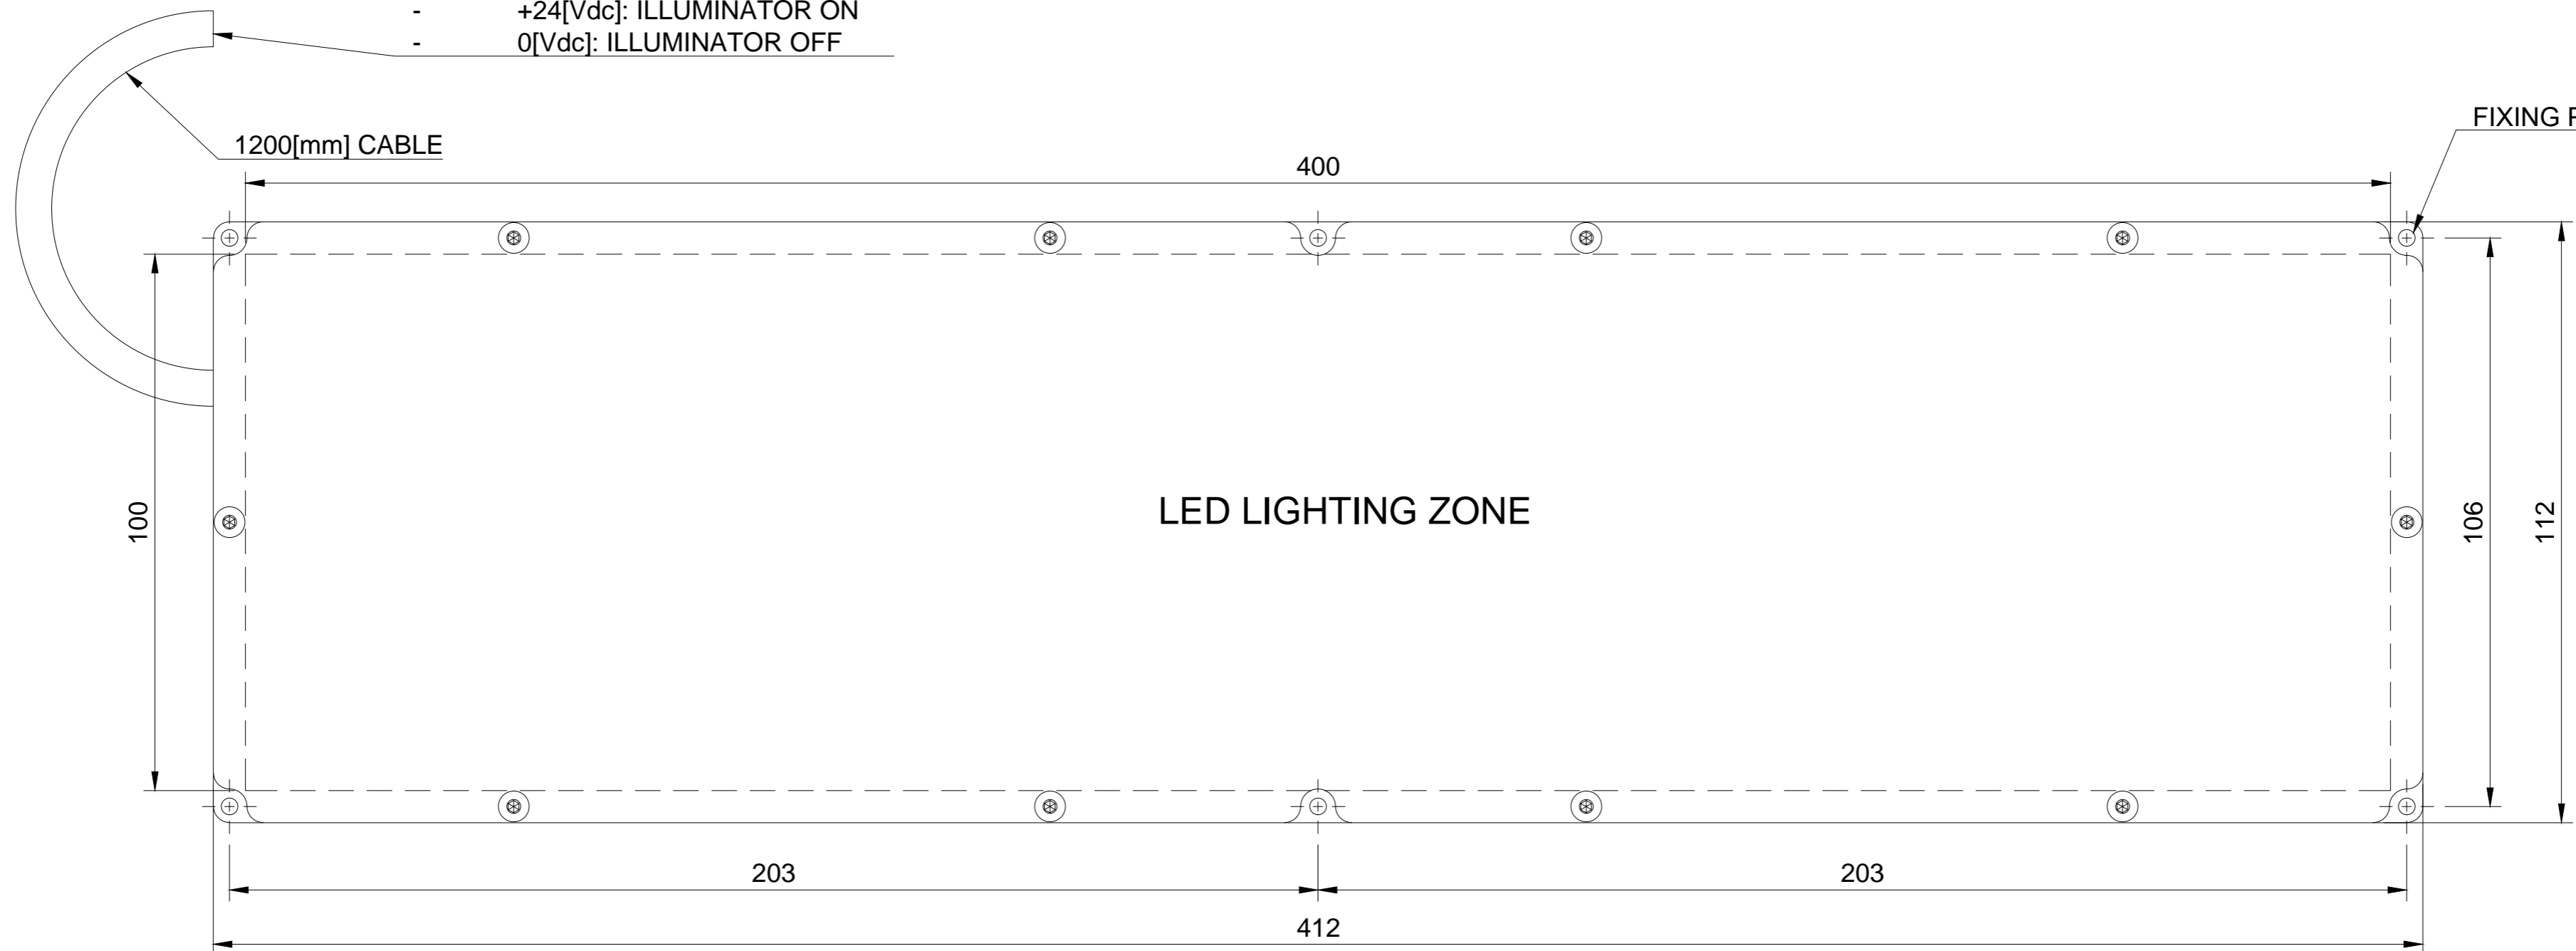 - +24[Vdc]: ILLUMINATOR ON
- 0[Vdc]: ILLUMINATOR OFF
FIXING
1200[mm] CABLE
400
100
LED LIGHTING ZONE
106
112
203
203
412